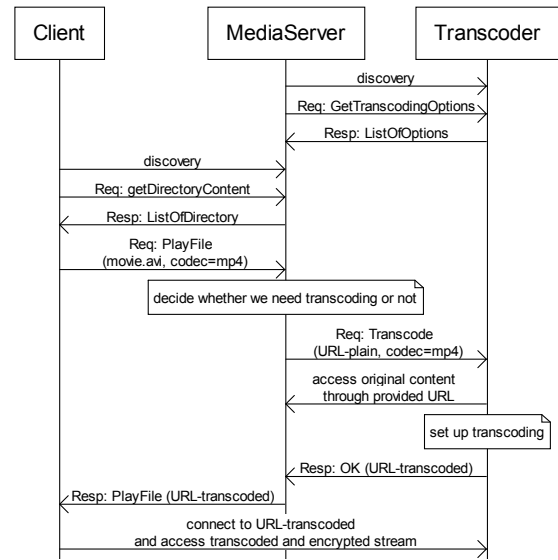 Client
MediaServer
Transcoder
discovery
Req: GetTranscodingOptions
Resp: ListOfOptions
discovery
Req: getDirectoryContent
Resp: ListOfDirectory
Req: PlayFile
(movie.avi, codec=mp4)
decide whether we need transcoding or not
Req: Transcode
(URL-plain, codec=mp4)
access original content
through provided URL
set up transcoding
Resp: OK (URL-transcoded)
Resp: PlayFile (URL-transcoded)
connect to URL-transcoded
and access transcoded and encrypted stream